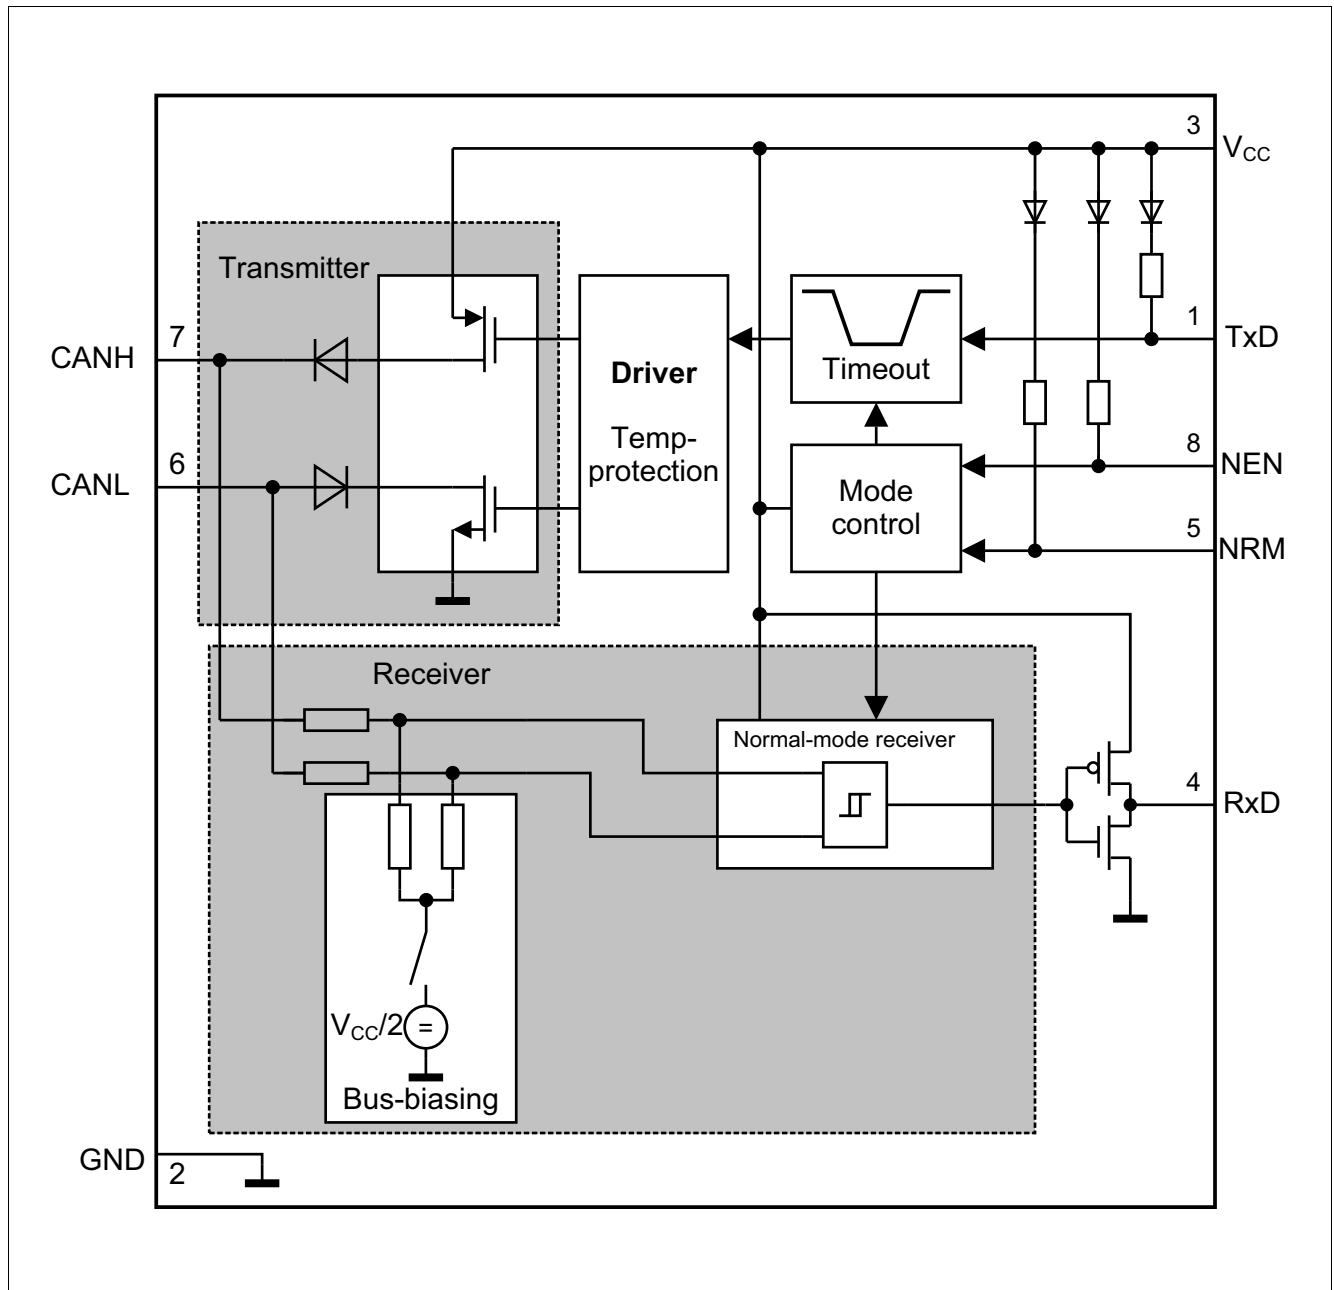 3
VCC
Transmitter
7
CANH
6
CANL
Driver
Temp-
protection
Timeout
1
TxD
Mode
control
8
NEN
5
NRM
Receiver
Normal-mode receiver
4
RxD
VCC/2
=
Bus-biasing
GND
2